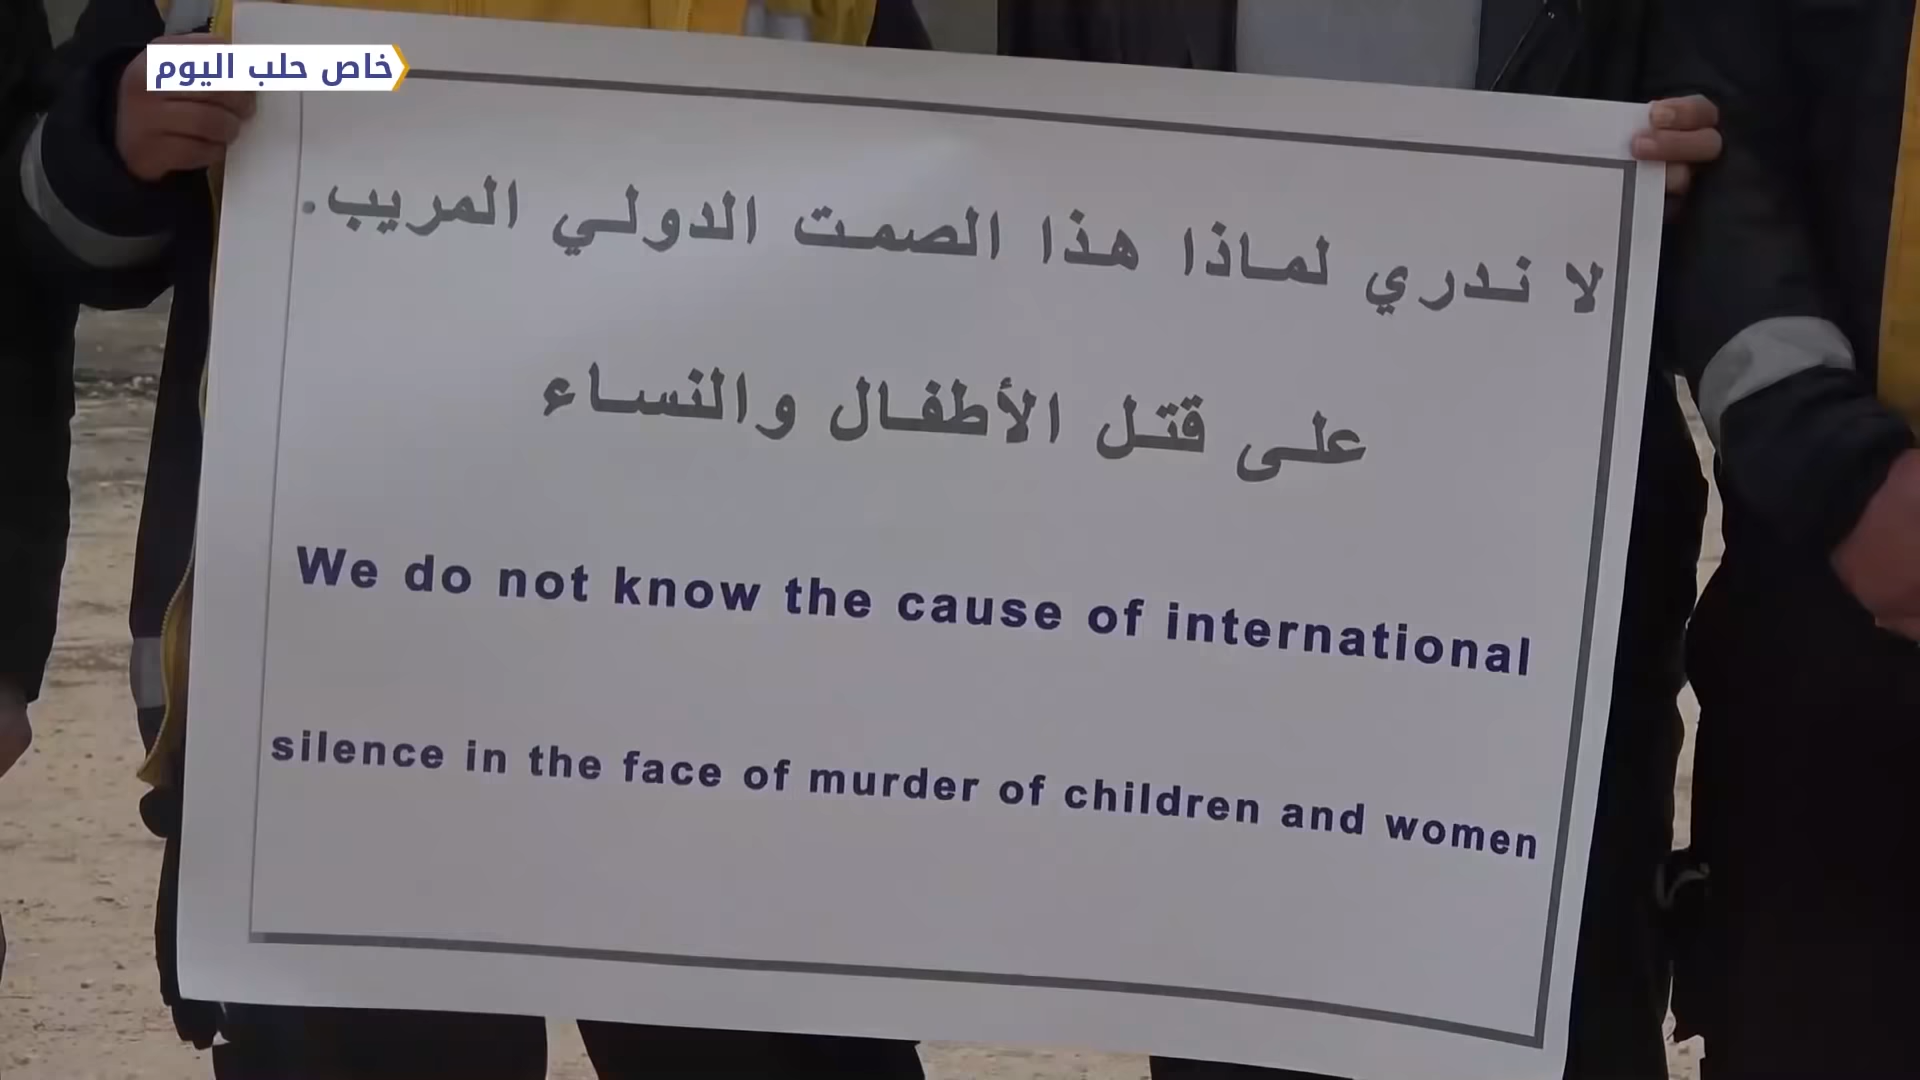 خاص حلب اليوم
لا ندري لماذا هذا الصمت الدولي المريب.
على قتل الأطفال والنساء
We do not know the cause of international
silence in the face of murder of children and women